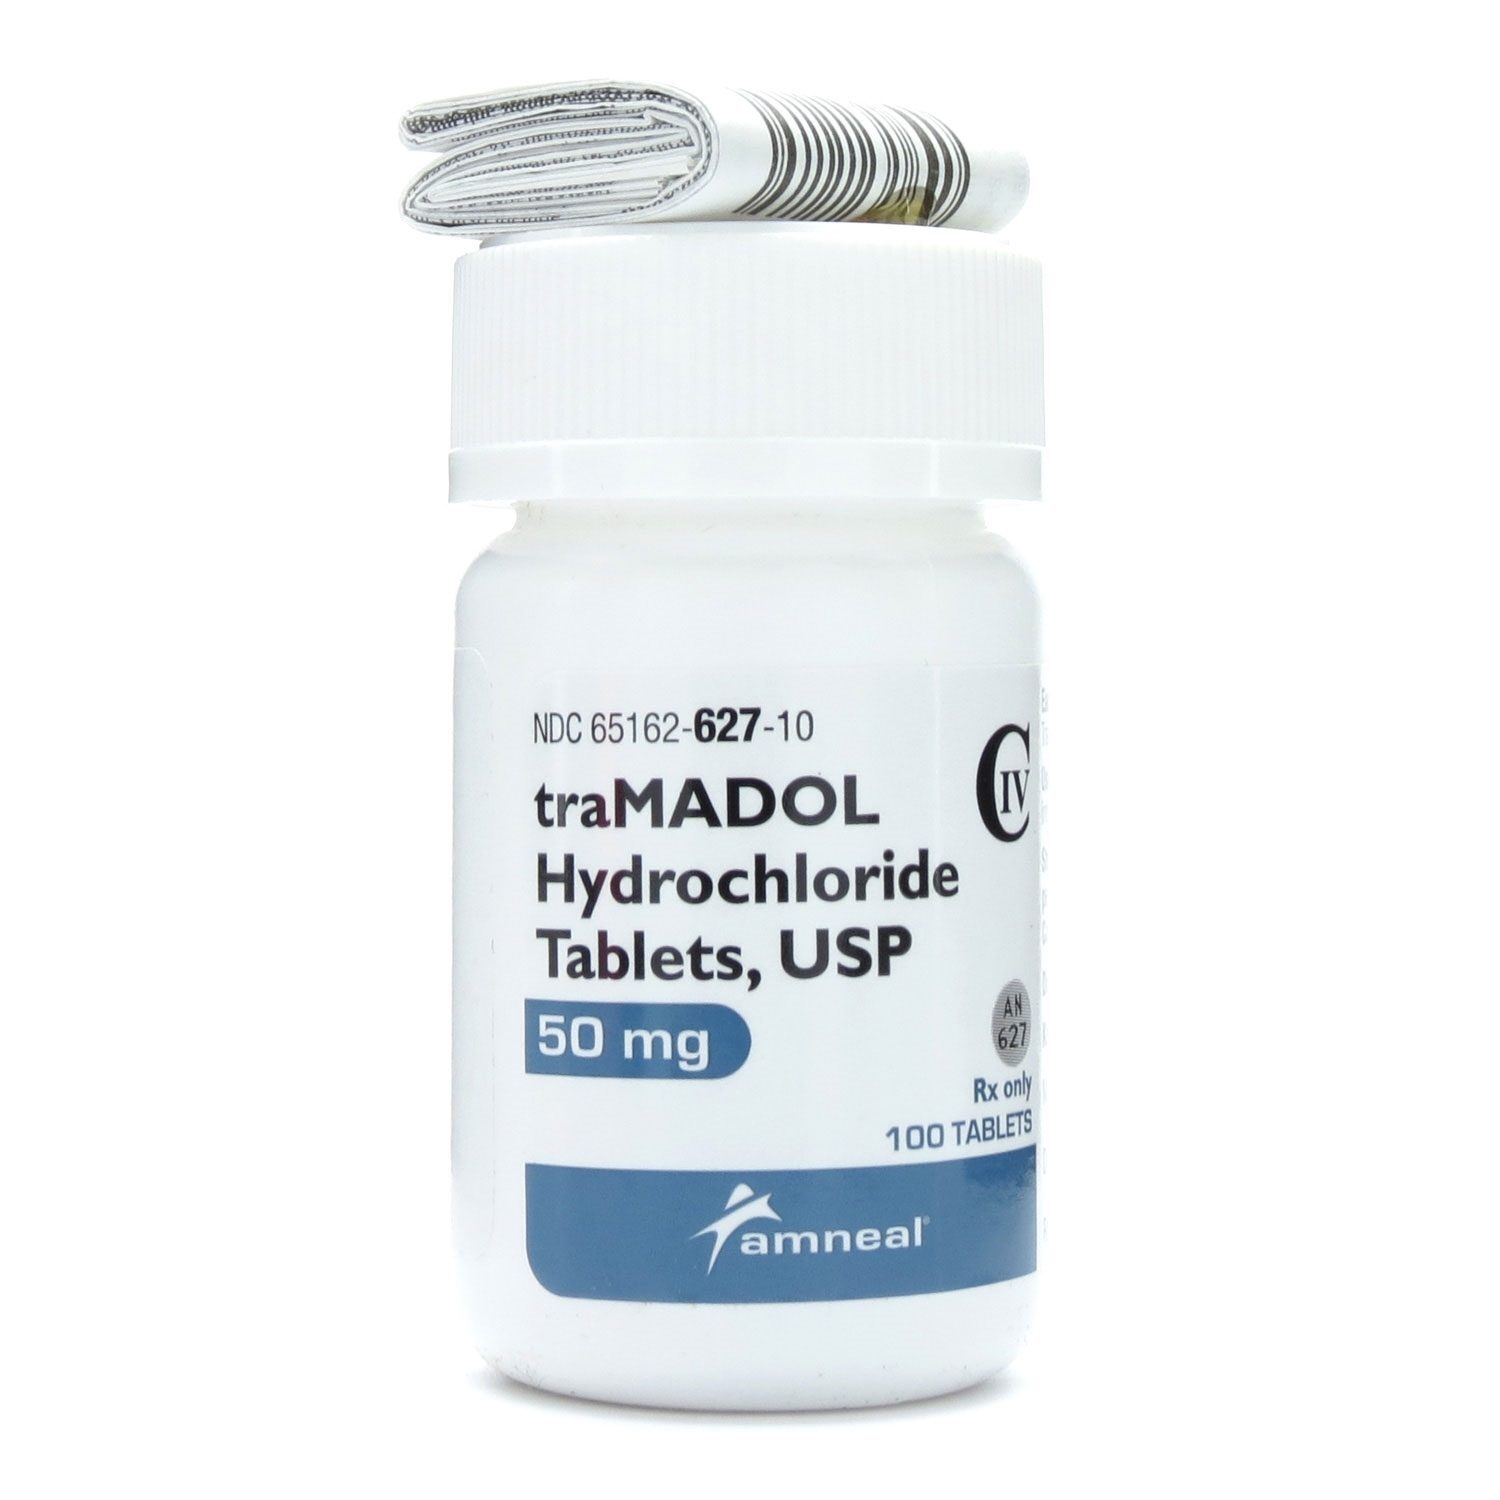 NDC 65162-627-10
traMADOL
Hydrochloride
Tablets, USP
50 mg
CIV
AN
627
Rx only
100 TABLETS
amneal®